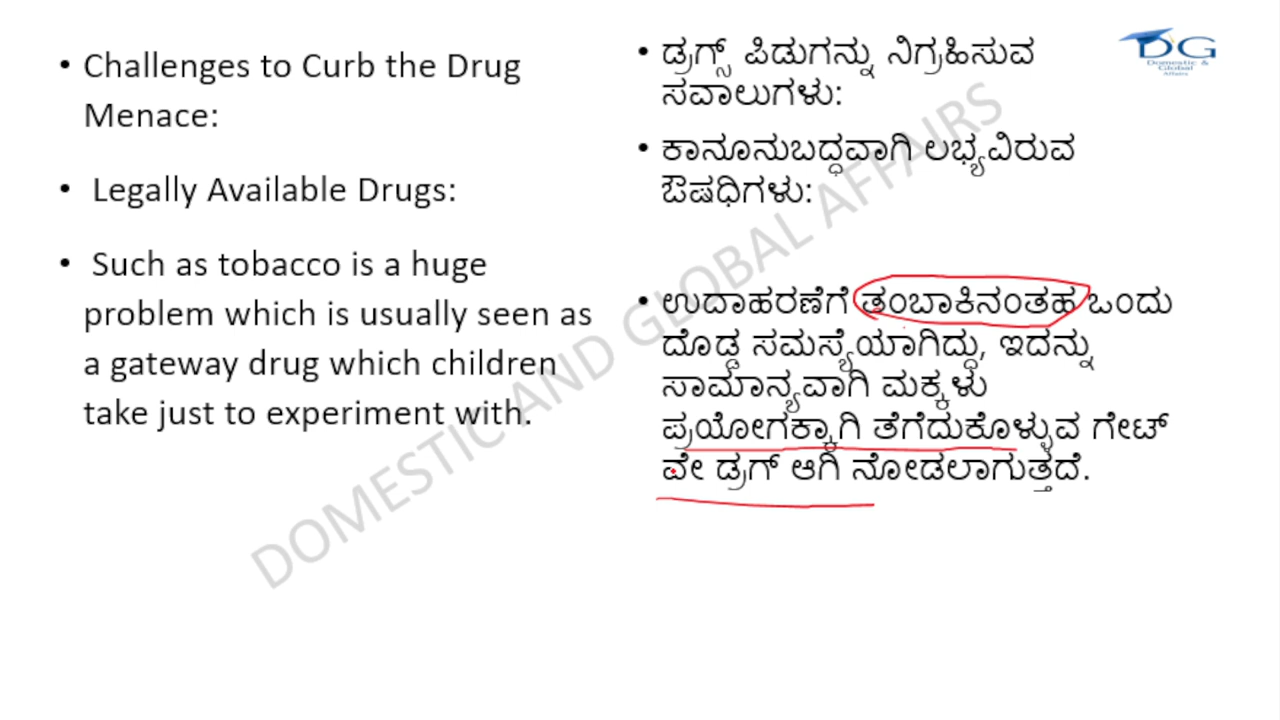 • Challenges to Curb the Drug
Menace:
• Legally Available Drugs:
• Such as tobacco is a huge
problem which is usually seen as
a gateway drug which children
take just to experiment with.
• ಡ್ರಗ್ಸ್ ಪಿಡುಗನ್ನು ನಿಗ್ರಹಿಸುವ
ಸವಾಲುಗಳು:
• ಕಾನೂನುಬದ್ಧವಾಗಿ ಲಭ್ಯವಿರುವ
ಔಷಧಿಗಳು:
• ಉದಾಹರಣೆಗೆ ತಂಬಾಕಿನಂತಹ ಒಂದು
ದೊಡ್ಡ ಸಮಸ್ಯೆಯಾಗಿದ್ದು, ಇದನ್ನು
ಸಾಮಾನ್ಯವಾಗಿ ಮಕ್ಕಳು
ಪ್ರಯೋಗಕ್ಕಾಗಿ ತೆಗೆದುಕೊಳ್ಳುವ ಗೇಟ್
ವೇ ಡ್ರಗ್ ಆಗಿ ನೋಡಲಾಗುತ್ತದೆ.
DG
Domestic &
Global
Affairs
DOMESTIC AND GLOBAL AFFAIRS